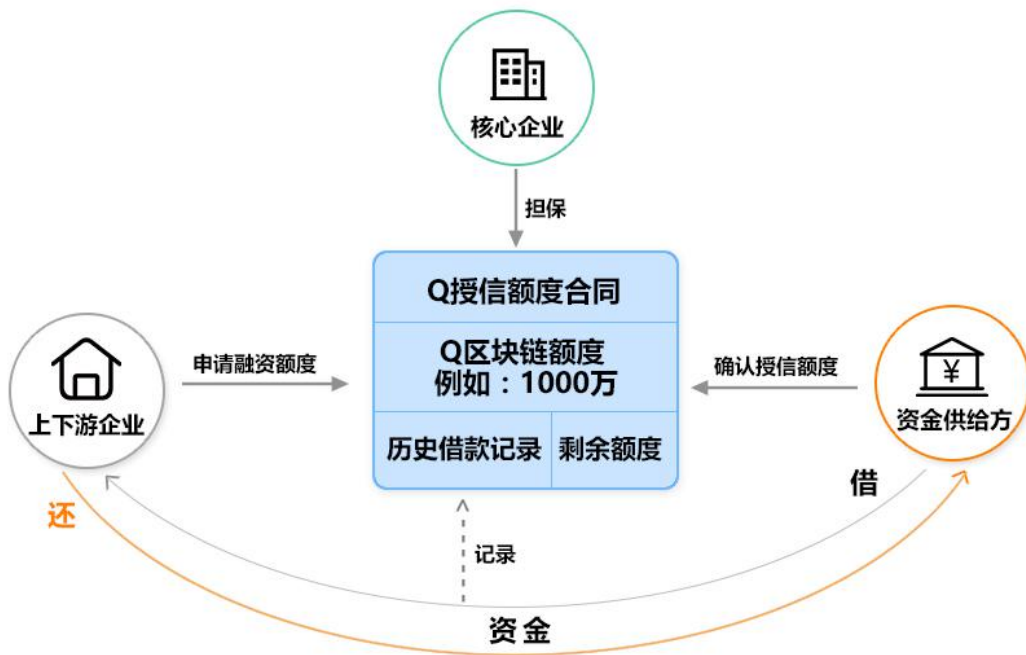 核心企业
担保
Q授信额度合同
Q区块链额度
例如：1000万
历史借款记录
剩余额度
申请融资额度
确认授信额度
上下游企业
¥
资金供给方
还
借
记录
资金